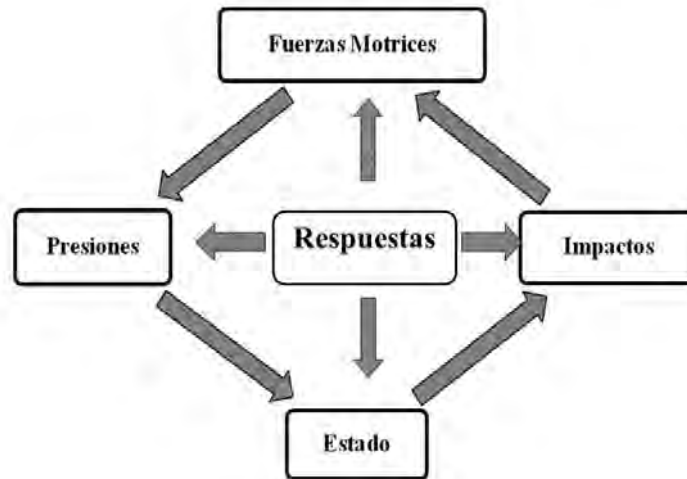 Fuerzas Motrices
Presiones
Respuestas
Impactos
Estado